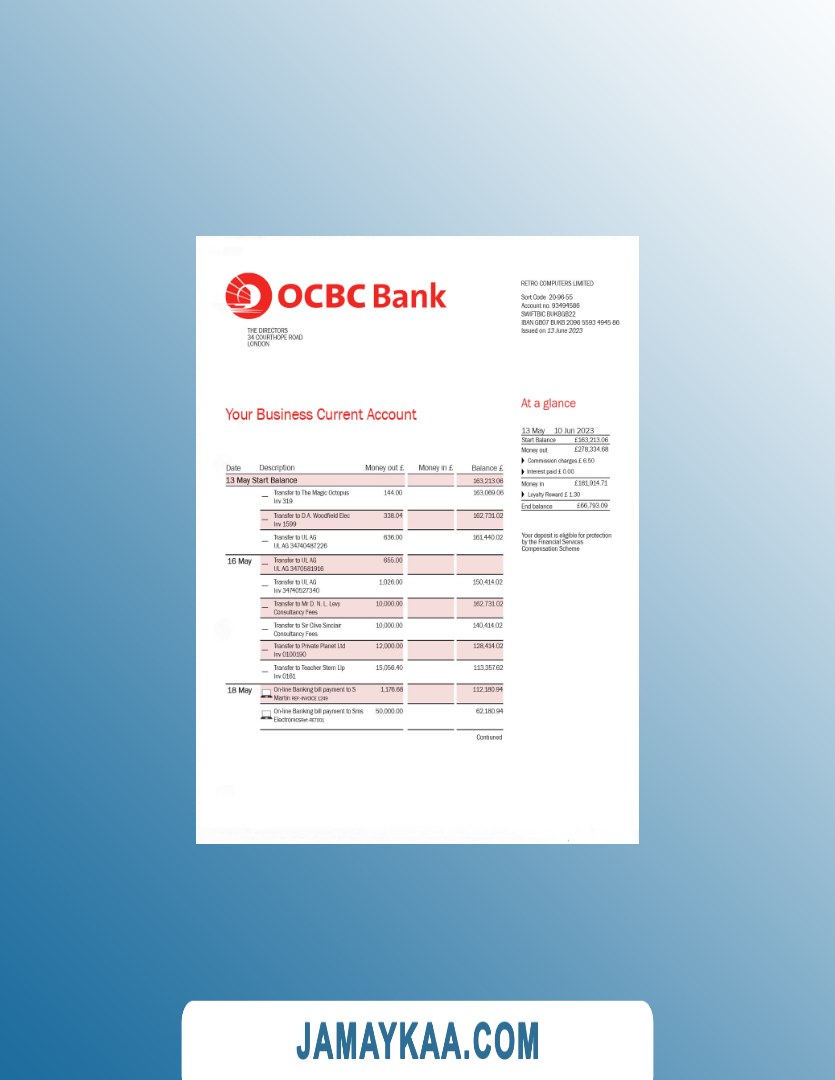 OCBC Bank
THE DIRECTORS
34 COURTHOPE ROAD
LONDON
RETRO COMPUTERS LIMITED
Sort Code 20-96-55
Account no. 93494586
SWIFTBIC BUKBGB22
IBAN GB07 BUKB 2096 5593 4945 86
Issued on 13 June 2023
Your Business Current Account
Date Description Money out £ Money in £ Balance £
13 May Start Balance 163,213.06
Transfer to The Magic Octopus 144.00 163,069.06
Inv 319
Transfer to D.A. Woodfield Elec 338.04 162,731.02
Inv 1599
Transfer to UL AG 636.00 161,440.02
UL AG 34740487226
16 May Transfer to UL AG 655.00
UL AG 3470581916
Transfer to UL AG 1,026.00 150,414.02
Inv 34740527340
Transfer to Mr D. N. L. Levy 10,000.00 162,731.02
Consultancy Fees
Transfer to Sir Clive Sinclair 10,000.00 140,414.02
Consultancy Fees
Transfer to Private Planet Ltd 12,000.00 128,414.02
Inv 0100190
Transfer to Teacher Stern Llp 15,056.40 113,357.62
Inv 0161
18 May On-line Banking bill payment to S 1,176.68 112,180.94
Martin REF-INVOICE
On-line Banking bill payment to Sms 50,000.00 62,180.94
Electronics
Continued
At a glance
13 May 10 Jun 2023
Start Balance £163,213.06
Money out £278,334.68
Commission charges £ 6.50
Interest paid £ 0.00
Money in £181,914.71
Loyalty Reward £ 1.30
End balance £66,793.09
Your deposit is eligible for protection
by the Financial Services
Compensation Scheme
JAMAYKAA.COM